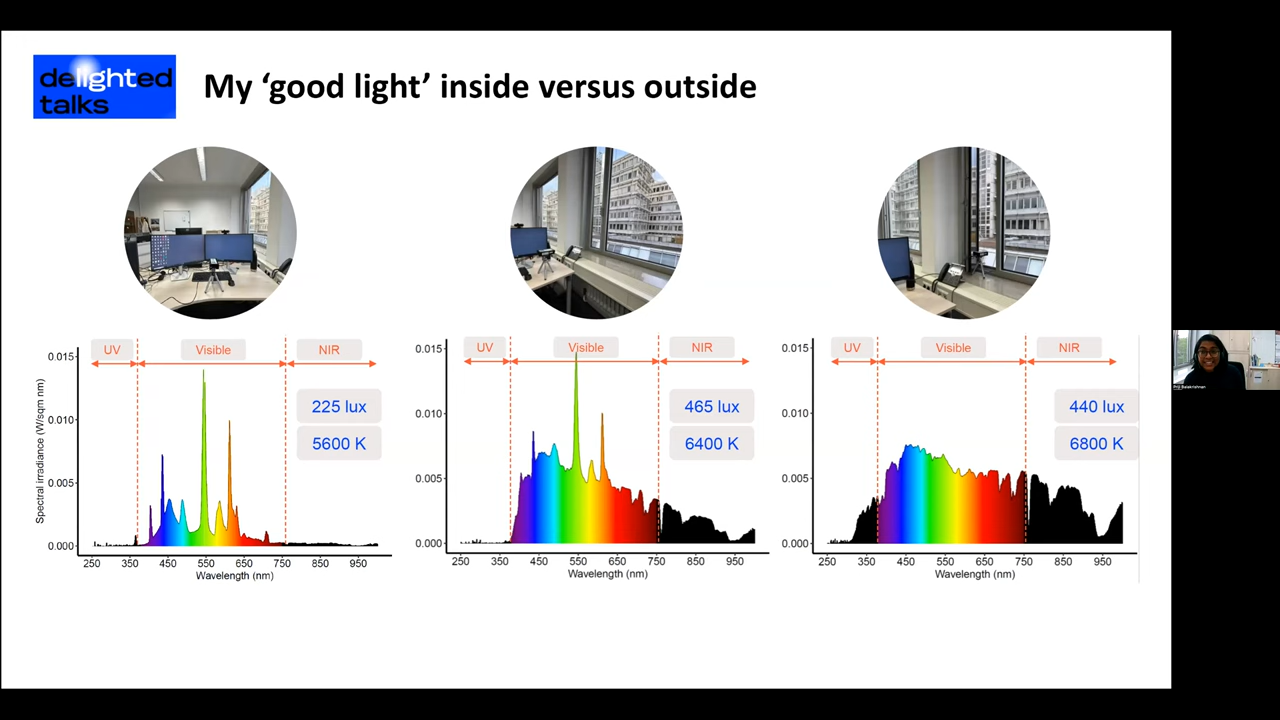 delighted
talks
My ‘good light’ inside versus outside
UV
Visible
NIR
0.015
0.010
0.005
0.000
Spectral irradiance (W/sqm nm)
225 lux
5600 K
250 350 450 550 650 750 850 950
Wavelength (nm)
UV
Visible
NIR
0.015
0.010
0.005
0.000
465 lux
6400 K
250 350 450 550 650 750 850 950
Wavelength (nm)
UV
Visible
NIR
0.015
0.010
0.005
0.000
440 lux
6800 K
250 350 450 550 650 750 850 950
Wavelength (nm)